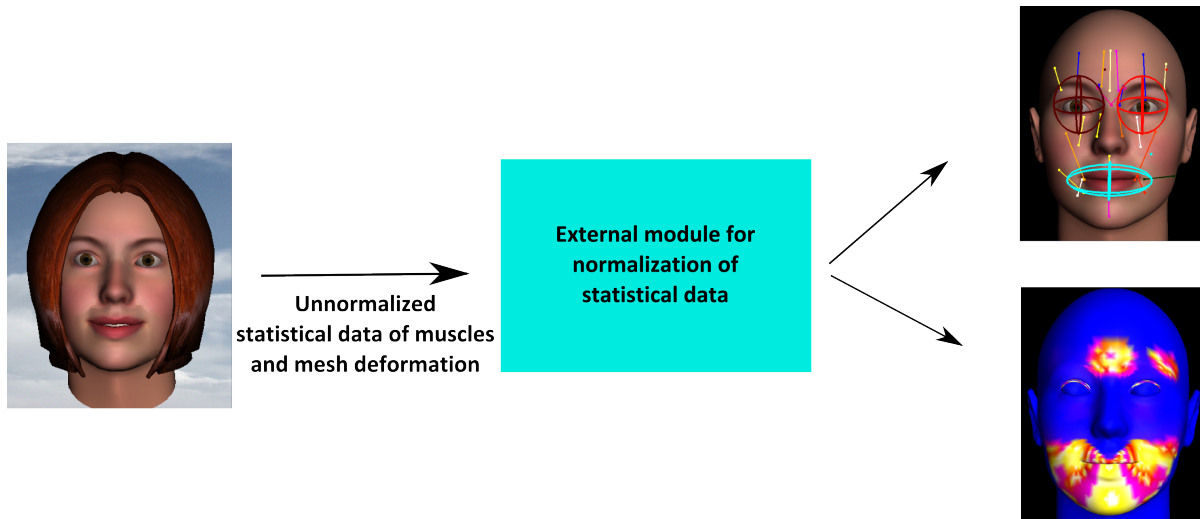 Unnormalized
statistical data of muscles
and mesh deformation
External module for
normalization of
statistical data